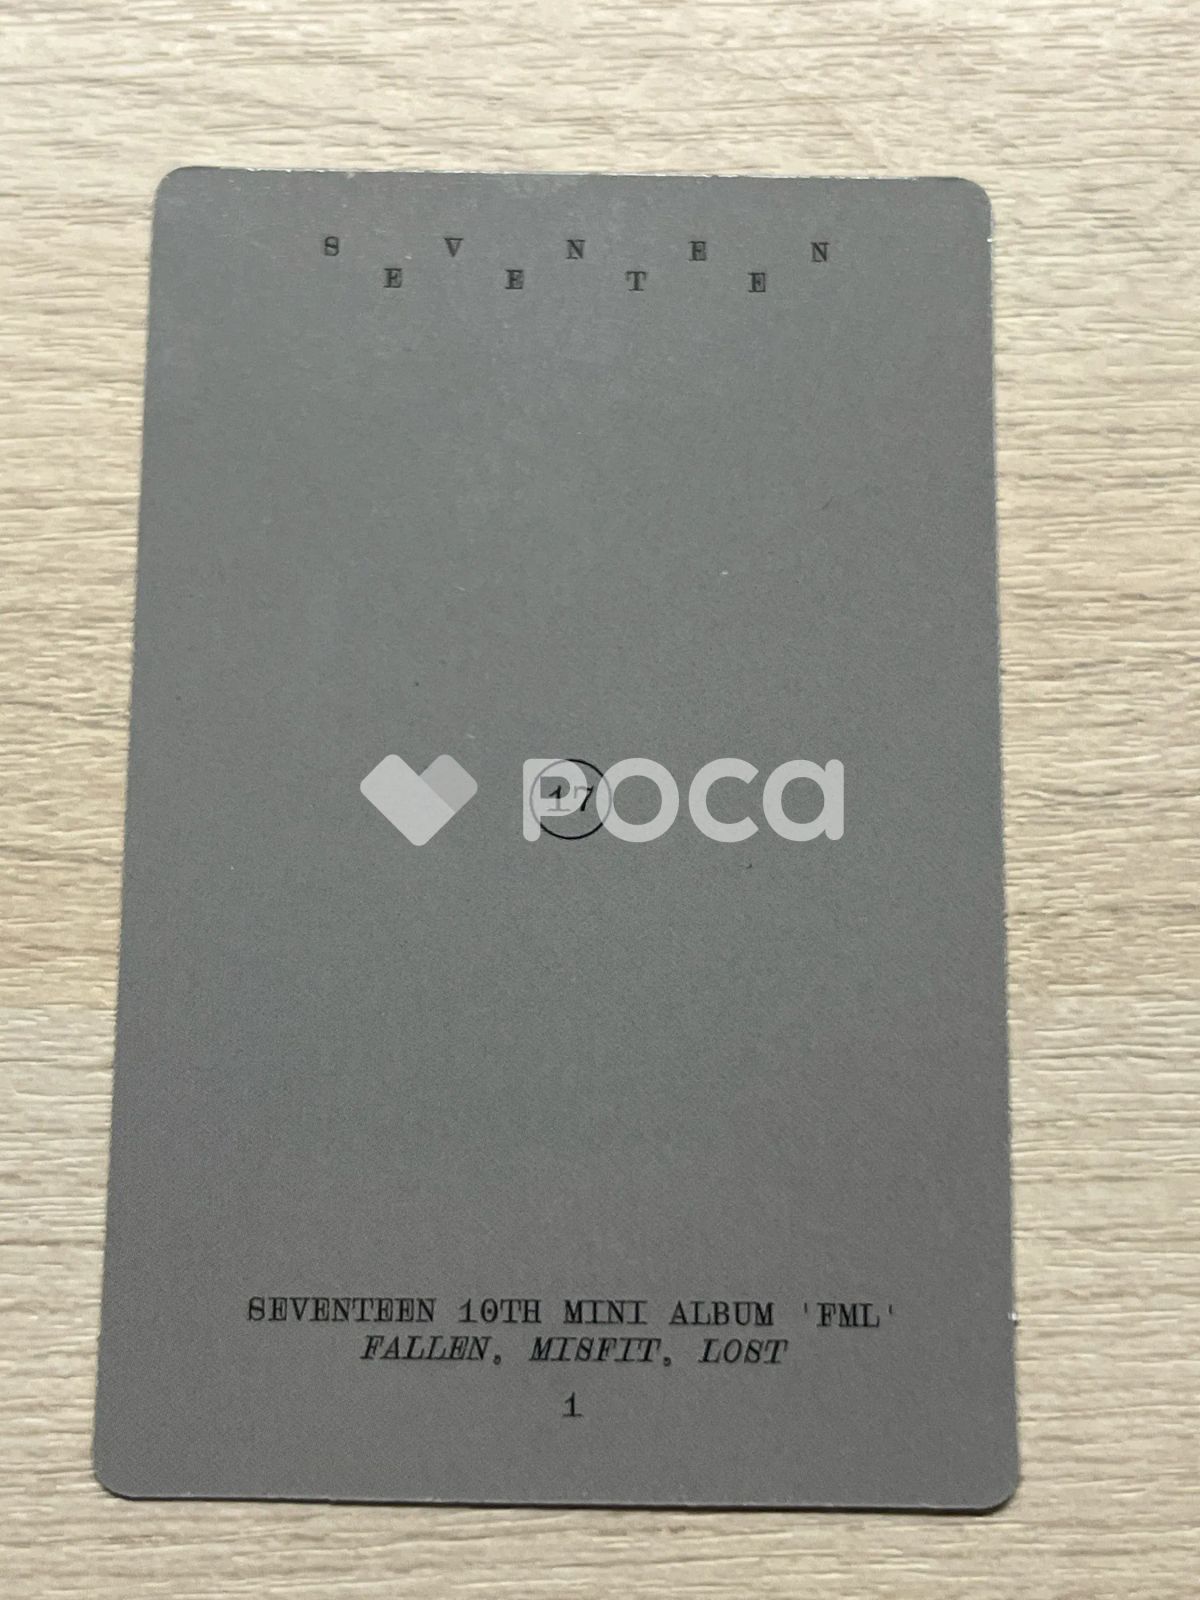 S V N E N
E E T E
17
poca
SEVENTEEN 10TH MINI ALBUM 'FML'
FALLEN, MISFIT, LOST
1